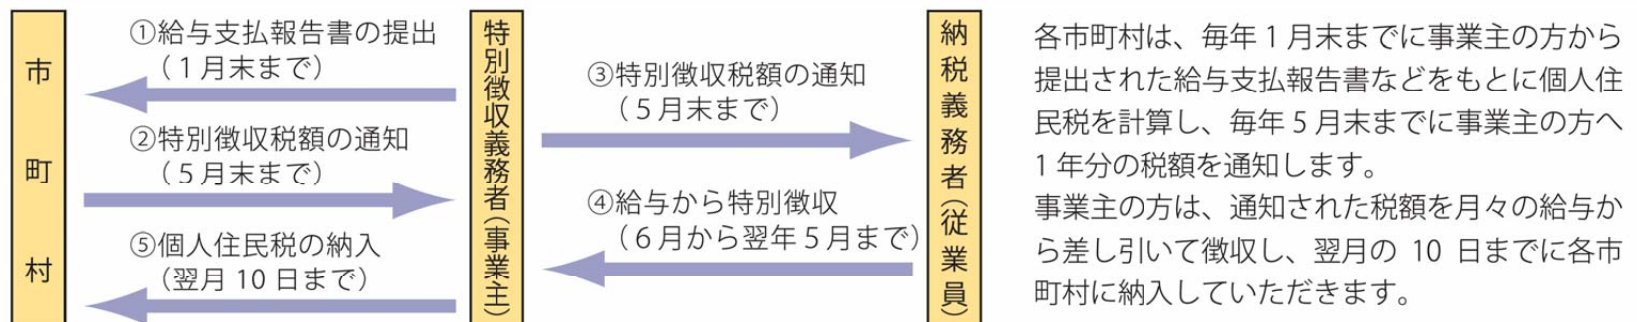 市町村
①給与支払報告書の提出
（1月末まで）
②特別徴収税額の通知
（5月末まで）
⑤個人住民税の納入
（翌月10日まで）
特別徴収義務者（事業主）
③特別徴収税額の通知
（5月末まで）
④給与から特別徴収
（6月から翌年5月まで）
納税義務者（従業員）
各市町村は、毎年1月末までに事業主の方から
提出された給与支払報告書などをもとに個人住
民税を計算し、毎年5月末までに事業主の方へ
1年分の税額を通知します。
事業主の方は、通知された税額を月々の給与か
ら差し引いて徴収し、翌月の 10 日までに各市
町村に納入していただきます。